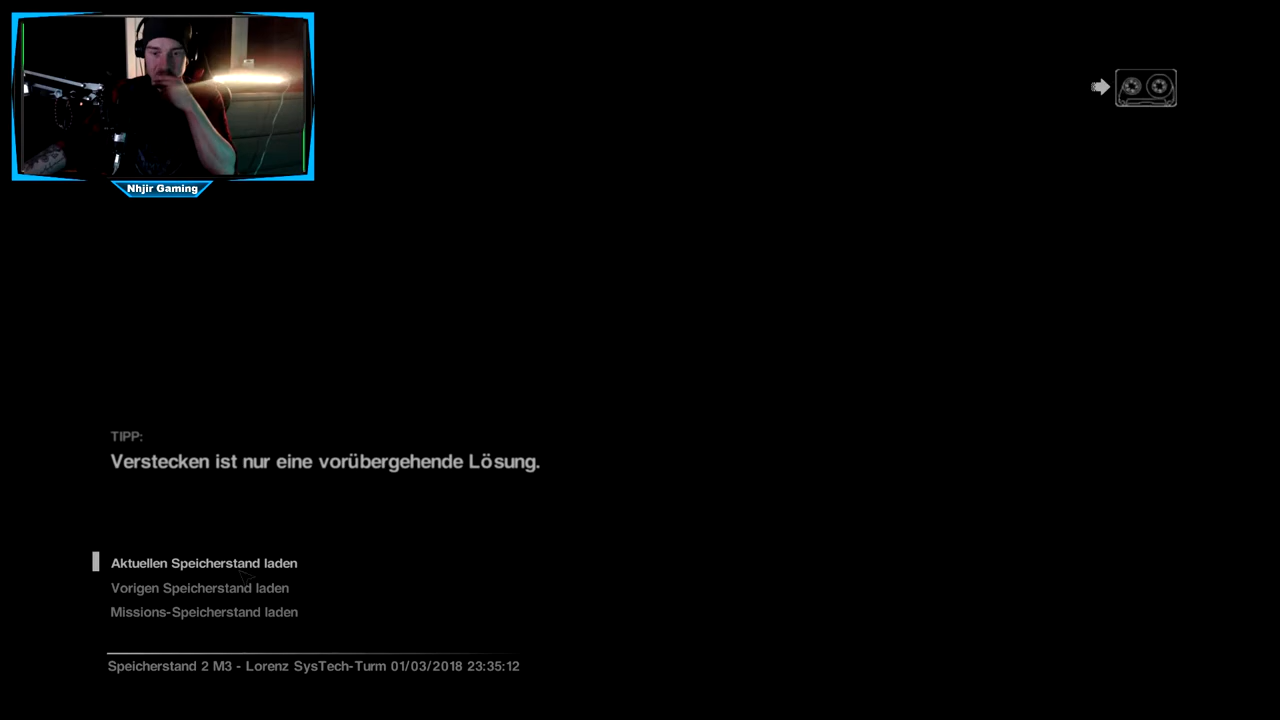 Nhjir Gaming
TIPP:
Verstecken ist nur eine vorübergehende Lösung.
Aktuellen Speicherstand laden
Vorigen Speicherstand laden
Missions-Speicherstand laden
Speicherstand 2 M3 - Lorenz SysTech-Turm 01/03/2018 23:35:12